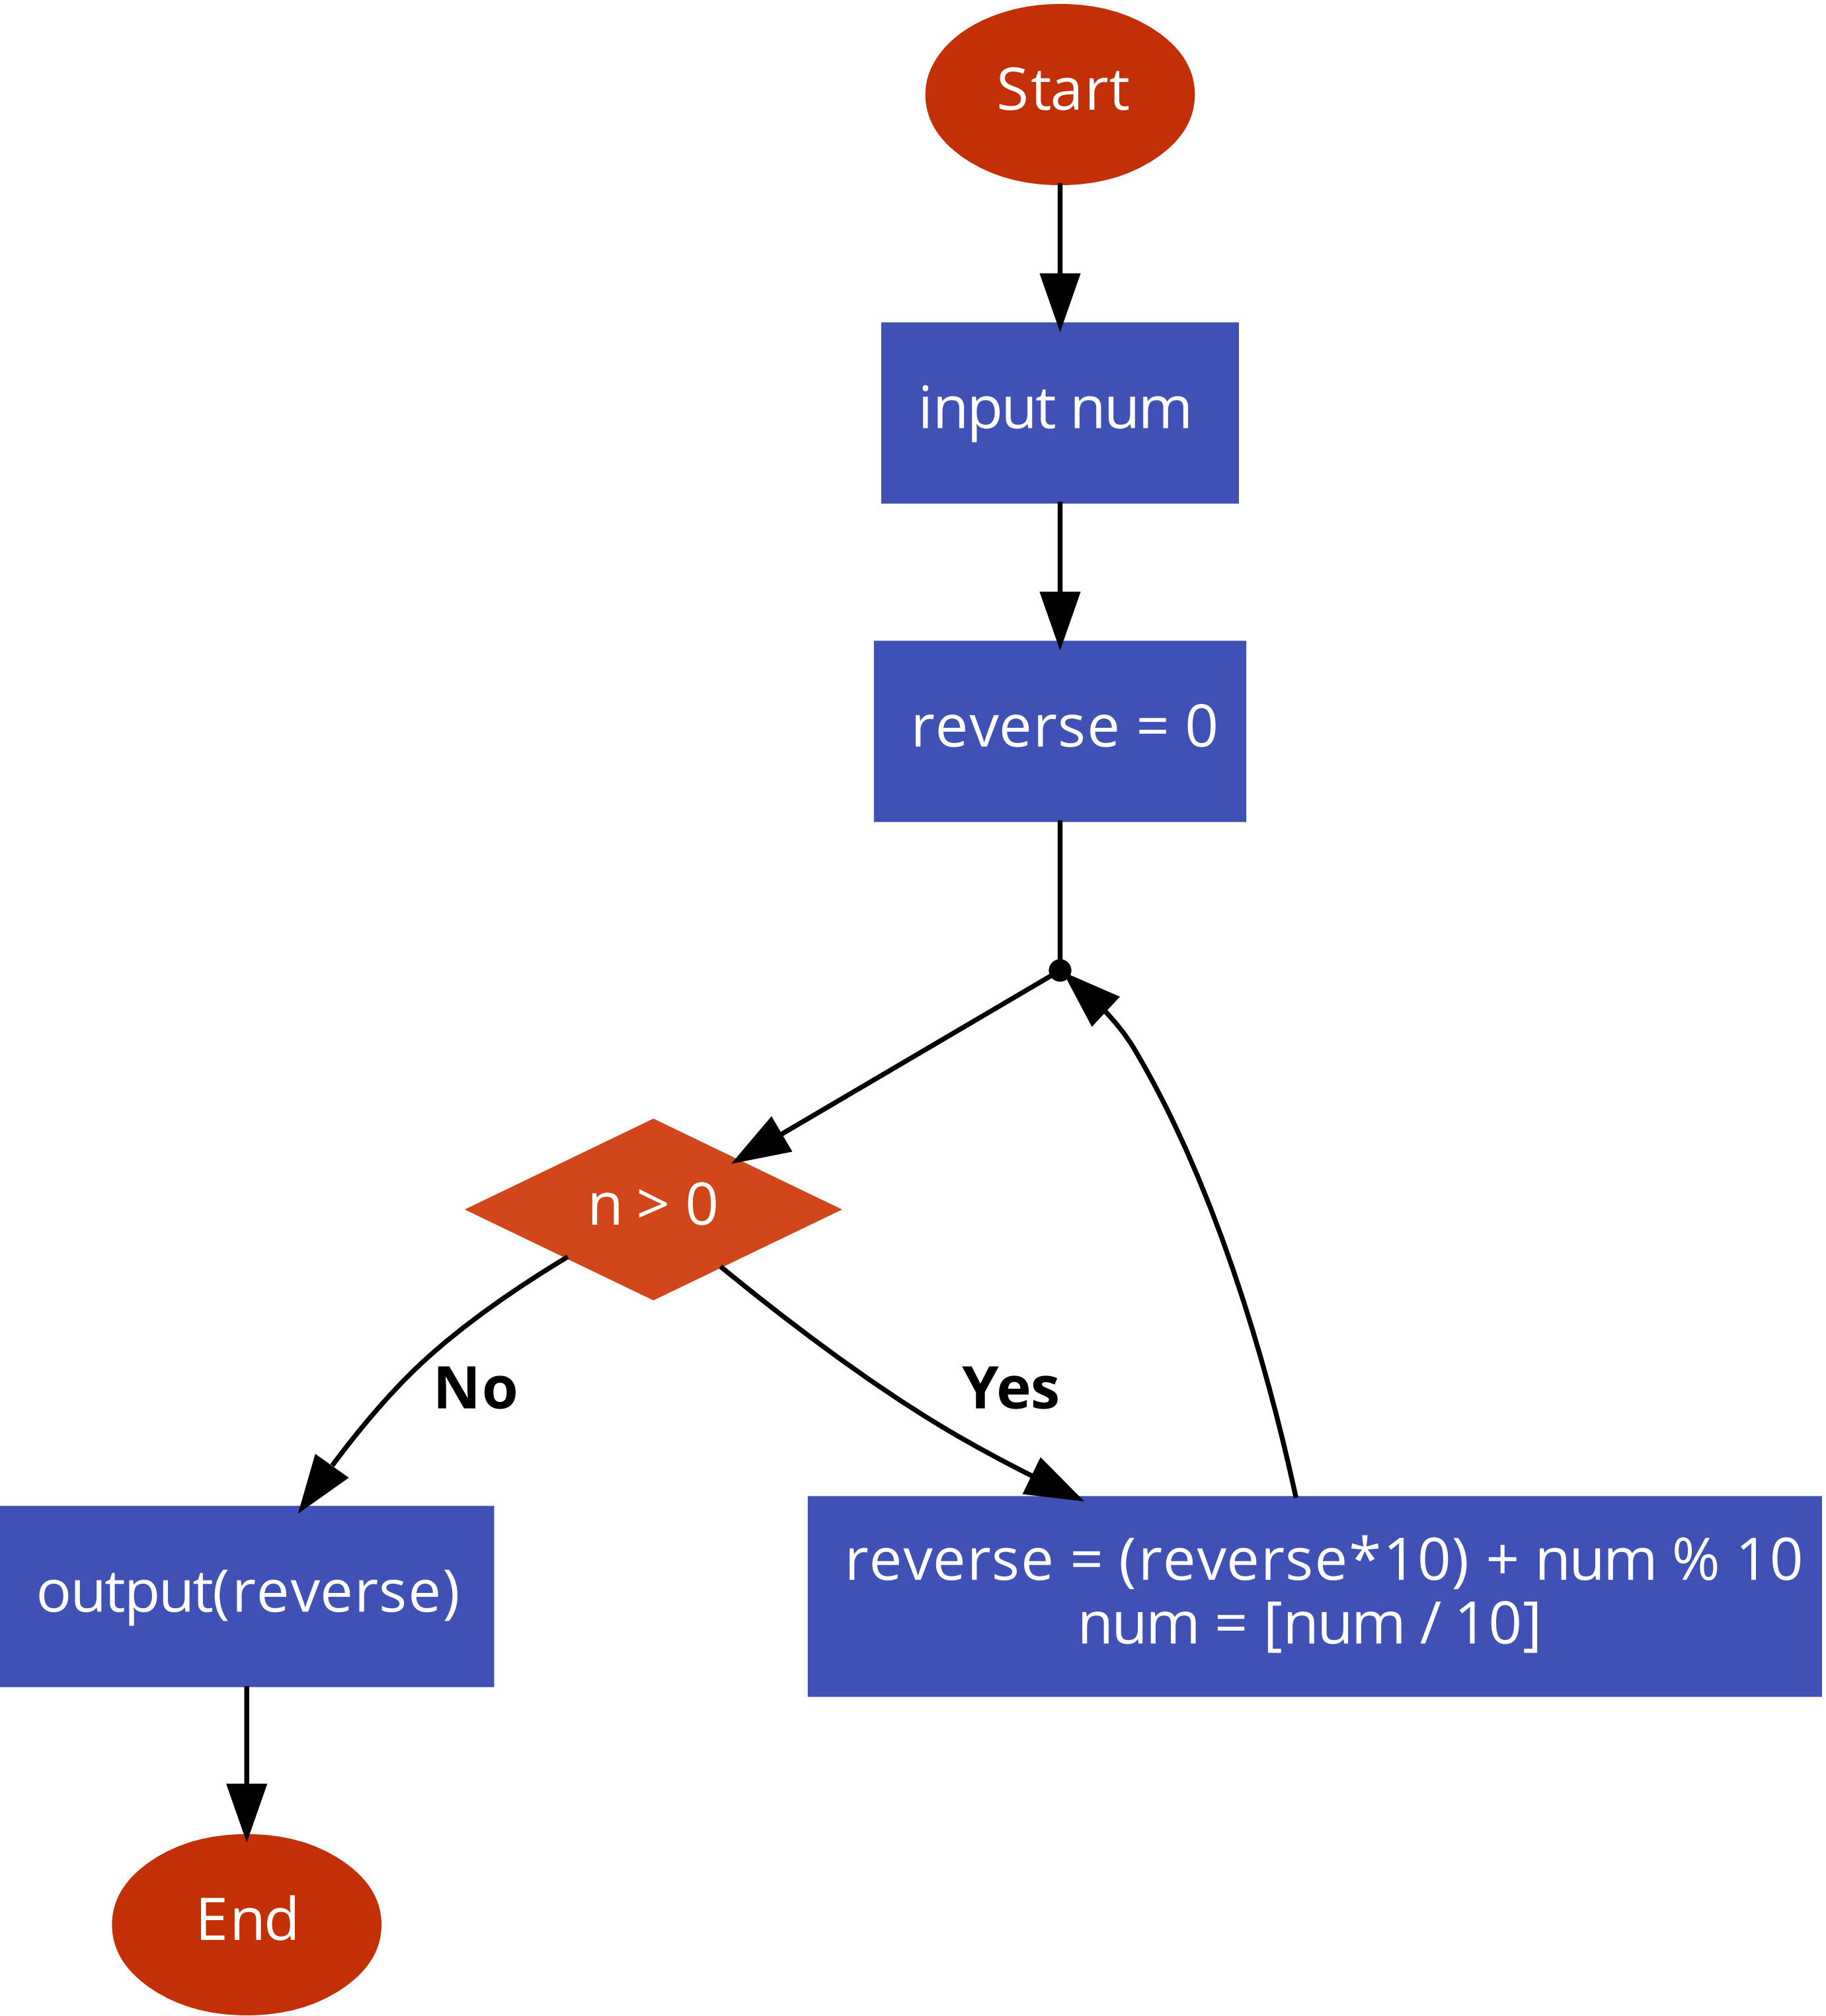 Start
input num
reverse = 0
n > 0
No
Yes
output(reverse)
reverse = (reverse*10) + num % 10
num = [num / 10]
End